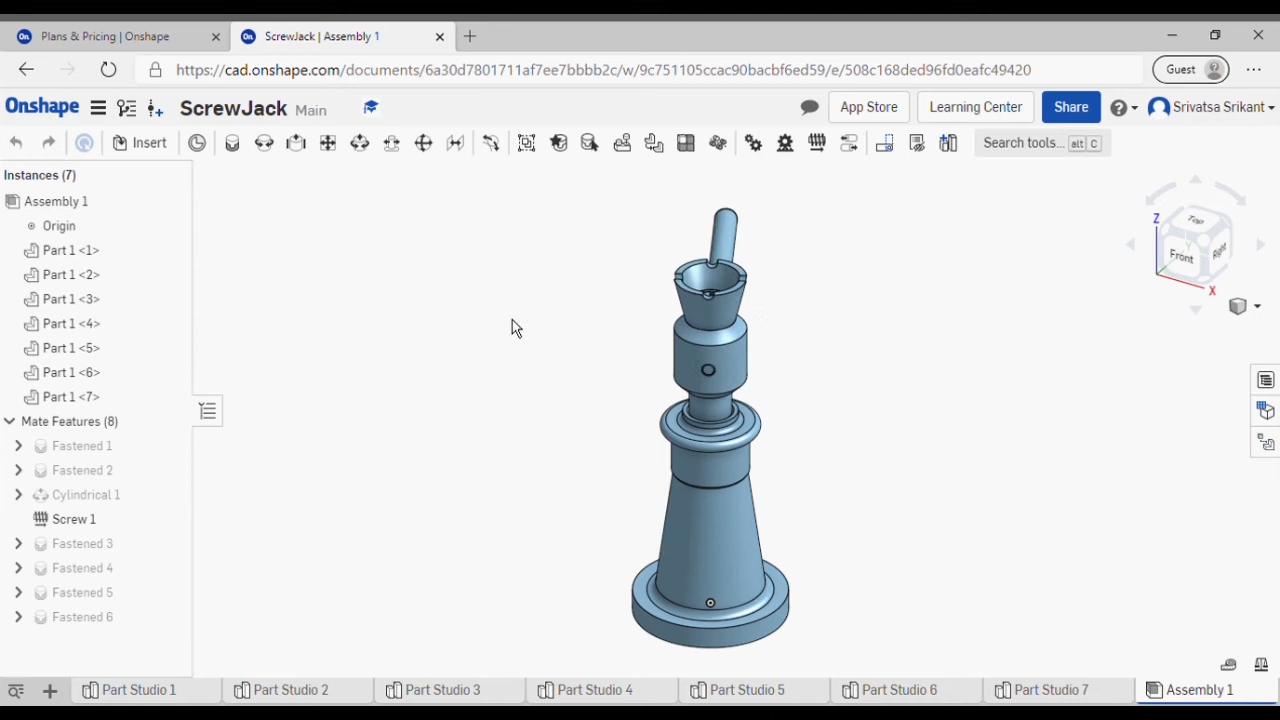 Plans & Pricing | Onshape
ScrewJack | Assembly 1
https://cad.onshape.com/documents/6a30d7801711af7ee7bbbb2c/w/9c751105ccac90bacbf6ed59/e/508c168ded96fd0eafc49420
Guest
Onshape
ScrewJack Main
App Store
Learning Center
Share
Srivatsa Srikant
Insert
Search tools... alt C
Instances (7)
Assembly 1
Origin
Part 1 <1>
Part 1 <2>
Part 1 <3>
Part 1 <4>
Part 1 <5>
Part 1 <6>
Part 1 <7>
Mate Features (8)
Fastened 1
Fastened 2
Cylindrical 1
Screw 1
Fastened 3
Fastened 4
Fastened 5
Fastened 6
Z
Top
Front
Right
Y
X
Part Studio 1
Part Studio 2
Part Studio 3
Part Studio 4
Part Studio 5
Part Studio 6
Part Studio 7
Assembly 1